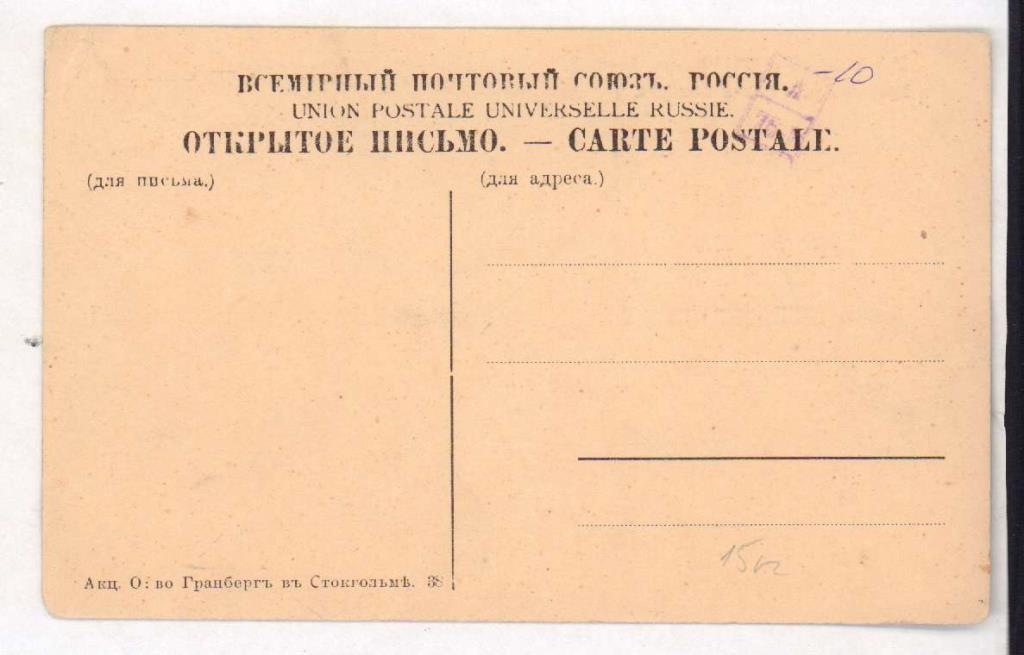 ВСЕМІРНЫЙ ПОЧТОВЫЙ СОЮЗЪ. РОССІЯ.
-10
UNION POSTALE UNIVERSELLE RUSSIE.
ОТКРЫТОЕ ПИСЬМО. — CARTE POSTALE.
(для письма.)
(для адреса.)
Акц. О: во Гранбергъ въ Стокгольмѣ. 38